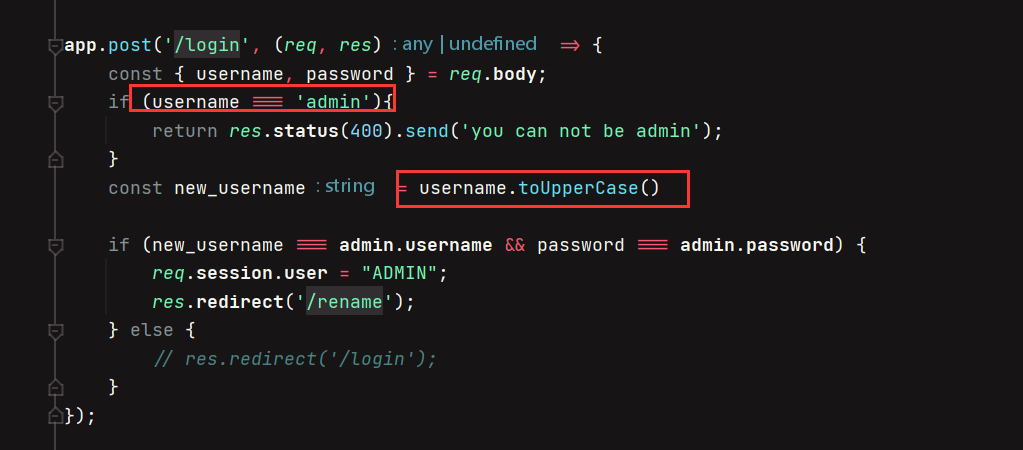 app.post('/login', (req, res) : any | undefined => {
const { username, password } = req.body;
if (username === 'admin'){
return res.status(400).send('you can not be admin');
}
const new_username : string = username.toUpperCase()
if (new_username === admin.username && password === admin.password) {
req.session.user = "ADMIN";
res.redirect('/rename');
} else {
// res.redirect('/login');
}
});